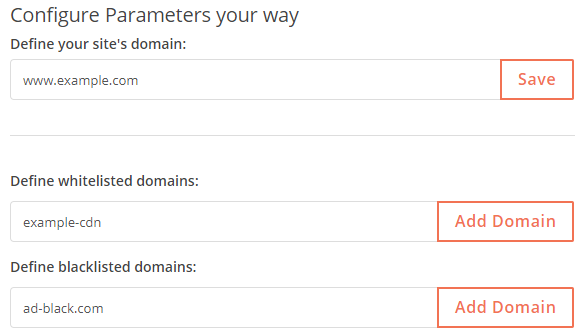 Configure Parameters your way
Define your site's domain:
www.example.com
Save
Define whitelisted domains:
example-cdn
Add Domain
Define blacklisted domains:
ad-black.com
Add Domain